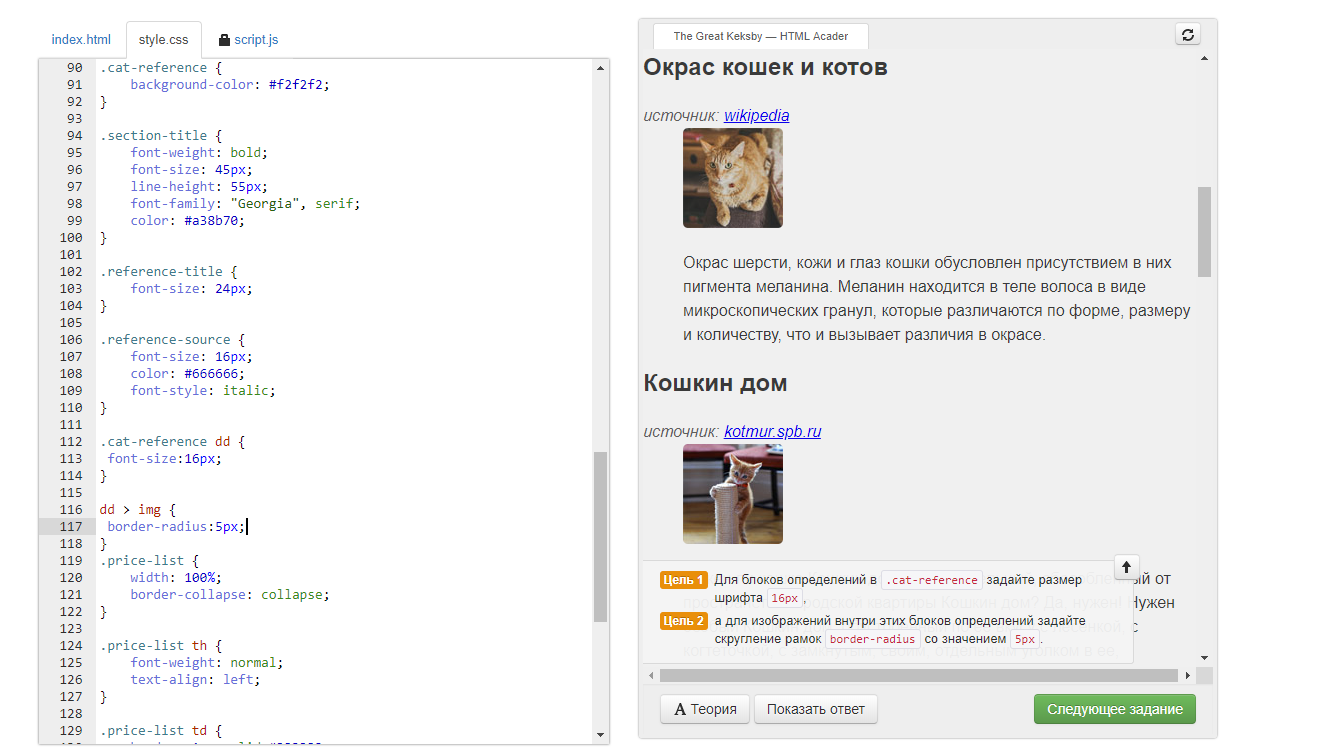 index.html style.css script.js
90 .cat-reference {
91 background-color: #f2f2f2;
92 }
93
94 .section-title {
95 font-weight: bold;
96 font-size: 45px;
97 line-height: 55px;
98 font-family: "Georgia", serif;
99 color: #a38b70;
100 }
101
102 .reference-title {
103 font-size: 24px;
104 }
105
106 .reference-source {
107 font-size: 16px;
108 color: #666666;
109 font-style: italic;
110 }
111
112 .cat-reference dd {
113 font-size:16px;
114 }
115
116 dd > img {
117 border-radius:5px;
118 }
119 .price-list {
120 width: 100%;
121 border-collapse: collapse;
122 }
123
124 .price-list th {
125 font-weight: normal;
126 text-align: left;
127 }
128
129 .price-list td {
The Great Keksby — HTML Acader
Окрас кошек и котов
источник: wikipedia
Окрас шерсти, кожи и глаз кошки обусловлен присутствием в них
пигмента меланина. Меланин находится в теле волоса в виде
микроскопических гранул, которые различаются по форме, размеру
и количеству, что и вызывает различия в окрасе.
Кошкин дом
источник: kotmur.spb.ru
Цель 1 Для блоков определений в .cat-reference задайте размер
шрифта 16px,
Цель 2 а для изображений внутри этих блоков определений задайте
скругление рамок border-radius со значением 5px.
от
Нужен
с
Теория Показать ответ Следующее задание